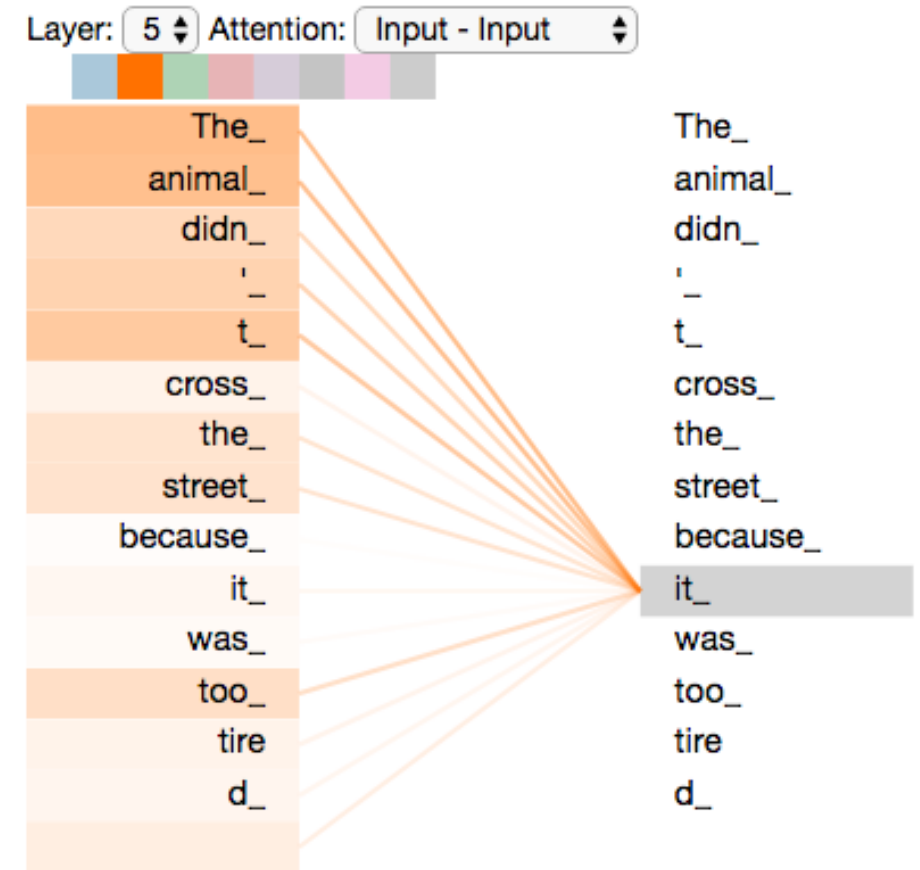 Layer: 5 Attention: Input - Input
The_ The_
animal_ animal_
didn_ didn_
'_ '_
t_ t_
cross_ cross_
the_ the_
street_ street_
because_ because_
it_ it_
was_ was_
too_ too_
tire tire
d_ d_